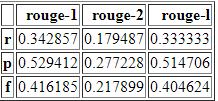 rouge-1 rouge-2 rouge-l
r 0.342857 0.179487 0.333333
p 0.529412 0.277228 0.514706
f 0.416185 0.217899 0.404624